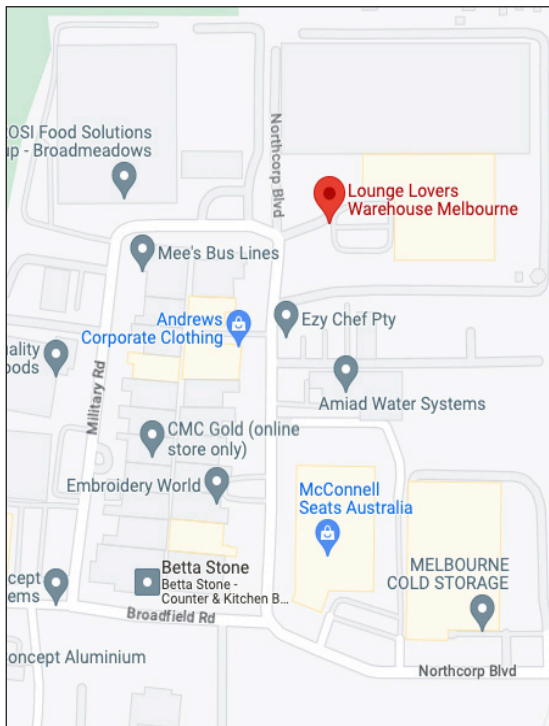 OSI Food Solutions
up - Broadmeadows
Northcorp Blvd
Lounge Lovers
Warehouse Melbourne
Mee's Bus Lines
Andrews
Corporate Clothing
Ezy Chef Pty
uality
oods
Military Rd
Amiad Water Systems
CMC Gold (online
store only)
Embroidery World
McConnell
Seats Australia
Betta Stone
Betta Stone -
Counter & Kitchen B...
MELBOURNE
COLD STORAGE
cept
ems
Broadfield Rd
oncept Aluminium
Northcorp Blvd